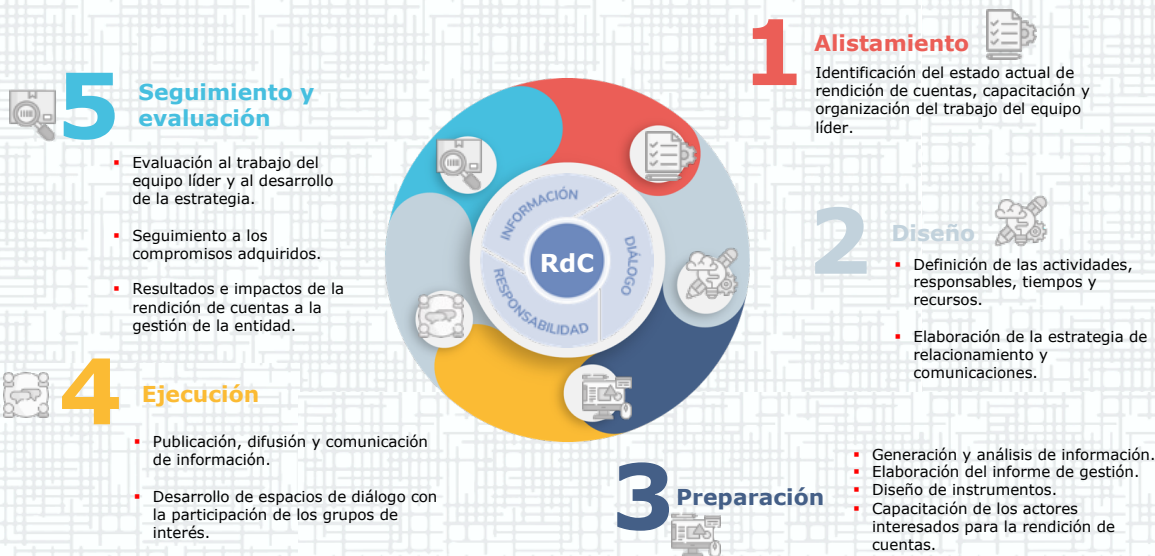 1
Alistamiento
Identificación del estado actual de
rendición de cuentas, capacitación y
organización del trabajo del equipo
líder.
2
Diseño
▪ Definición de las actividades,
responsables, tiempos y
recursos.
▪ Elaboración de la estrategia de
relacionamiento y
comunicaciones.
3
Preparación
▪ Generación y análisis de información.
▪ Elaboración del informe de gestión.
▪ Diseño de instrumentos.
▪ Capacitación de los actores
interesados para la rendición de
cuentas.
4
Ejecución
▪ Publicación, difusión y comunicación
de información.
▪ Desarrollo de espacios de diálogo con
la participación de los grupos de
interés.
5
Seguimiento y
evaluación
▪ Evaluación al trabajo del
equipo líder y al desarrollo
de la estrategia.
▪ Seguimiento a los
compromisos adquiridos.
▪ Resultados e impactos de la
rendición de cuentas a la
gestión de la entidad.
INFORMACIÓN
DIÁLOGO
RESPONSABILIDAD
RdC